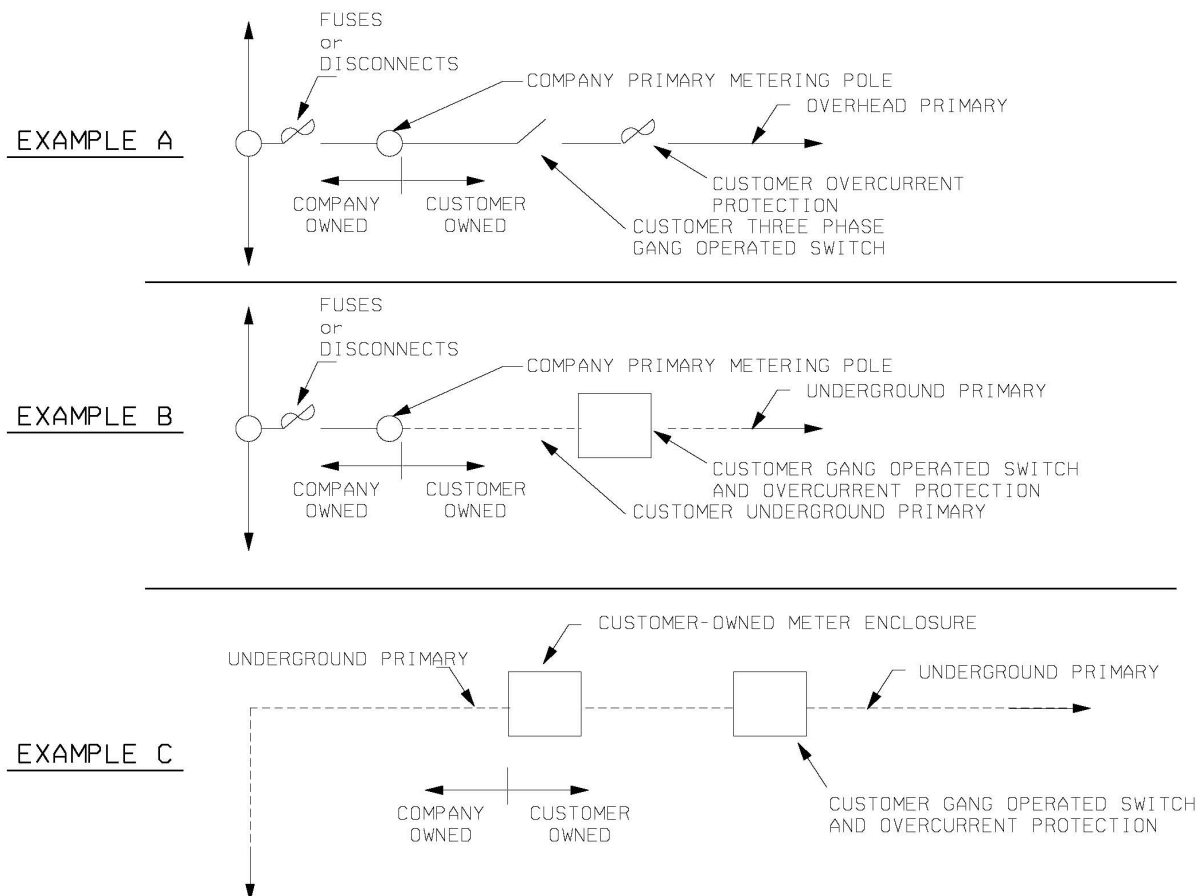 FUSES
or
DISCONNECTS
COMPANY PRIMARY METERING POLE
OVERHEAD PRIMARY
EXAMPLE A
COMPANY
OWNED
CUSTOMER
OWNED
CUSTOMER OVERCURRENT
PROTECTION
CUSTOMER THREE PHASE
GANG OPERATED SWITCH
FUSES
or
DISCONNECTS
COMPANY PRIMARY METERING POLE
UNDERGROUND PRIMARY
EXAMPLE B
COMPANY
OWNED
CUSTOMER
OWNED
CUSTOMER GANG OPERATED SWITCH
AND OVERCURRENT PROTECTION
CUSTOMER UNDERGROUND PRIMARY
CUSTOMER-OWNED METER ENCLOSURE
UNDERGROUND PRIMARY
UNDERGROUND PRIMARY
EXAMPLE C
COMPANY
OWNED
CUSTOMER
OWNED
CUSTOMER GANG OPERATED SWITCH
AND OVERCURRENT PROTECTION